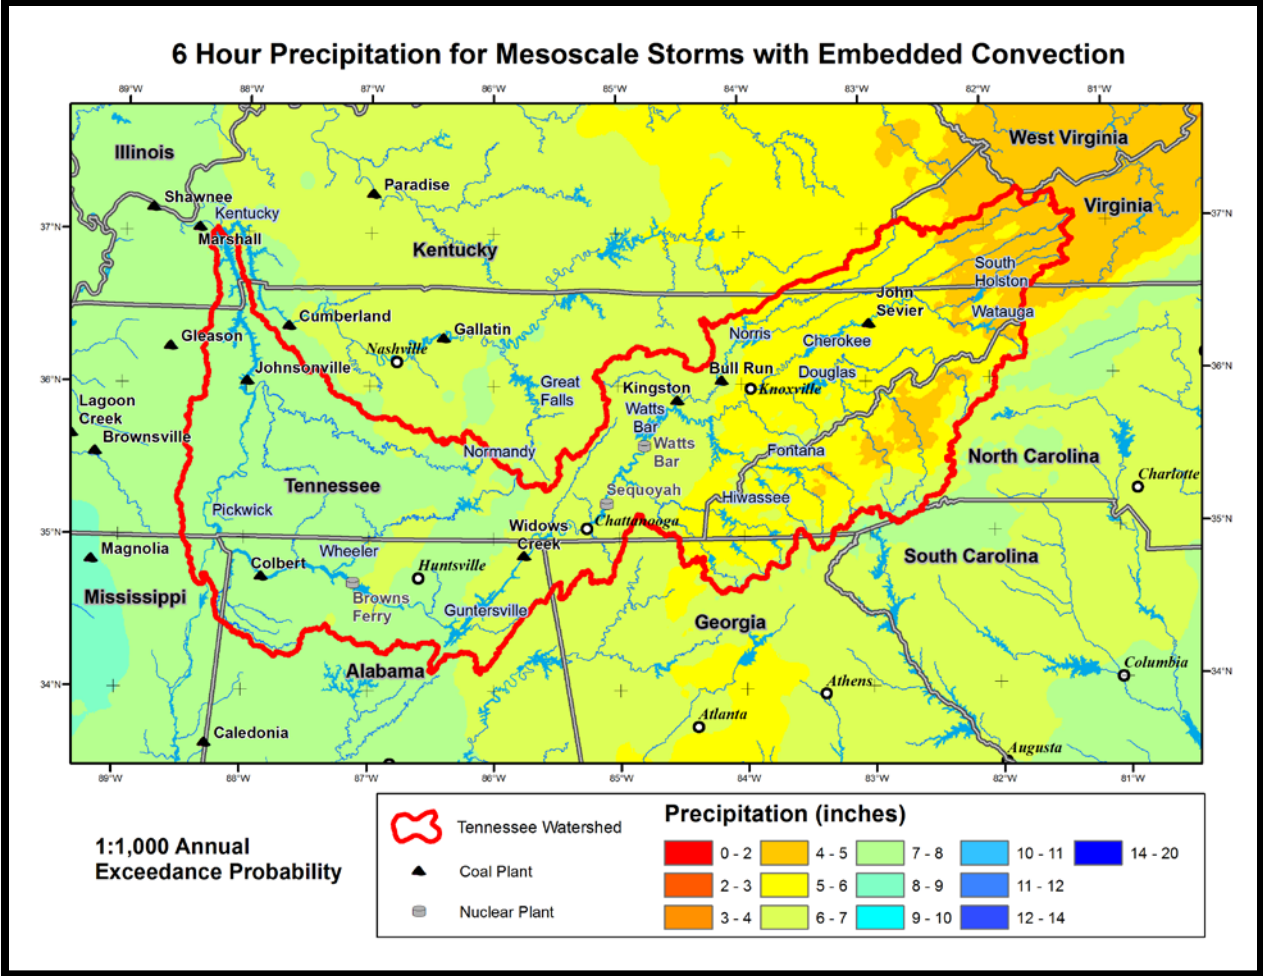 6 Hour Precipitation for Mesoscale Storms with Embedded Convection
89°W 88°W 87°W 86°W 85°W 84°W 83°W 82°W 81°W
West Virginia
Illinois
Paradise
Shawnee
Virginia
Kentucky
37°N
37°N
Marshall
Kentucky
South
Holston
John
Sevier
Cumberland
Watauga
Gallatin
Norris
Gleason
Cherokee
Nashville
Johnsonville
Bull Run
Douglas
36°N
36°N
Great
Falls
Kingston
Knoxville
Lagoon
Creek
Watts
Bar
Brownsville
Watts
Bar
Normandy
Fontana
North Carolina
Charlotte
Tennessee
Sequoyah
Hiwassee
Pickwick
Chattanooga
35°N
35°N
Widows
Creek
Magnolia
Wheeler
South Carolina
Colbert
Huntsville
Mississippi
Browns
Ferry
Guntersville
Georgia
Alabama
Columbia
34°N
34°N
Athens
Atlanta
Caledonia
Augusta
89°W 88°W 87°W 86°W 85°W 84°W 83°W 82°W 81°W
1:1,000 Annual
Exceedance Probability
Tennessee Watershed
Coal Plant
Nuclear Plant
Precipitation (inches)
0 - 2 4 - 5 7 - 8 10 - 11 14 - 20
2 - 3 5 - 6 8 - 9 11 - 12
3 - 4 6 - 7 9 - 10 12 - 14